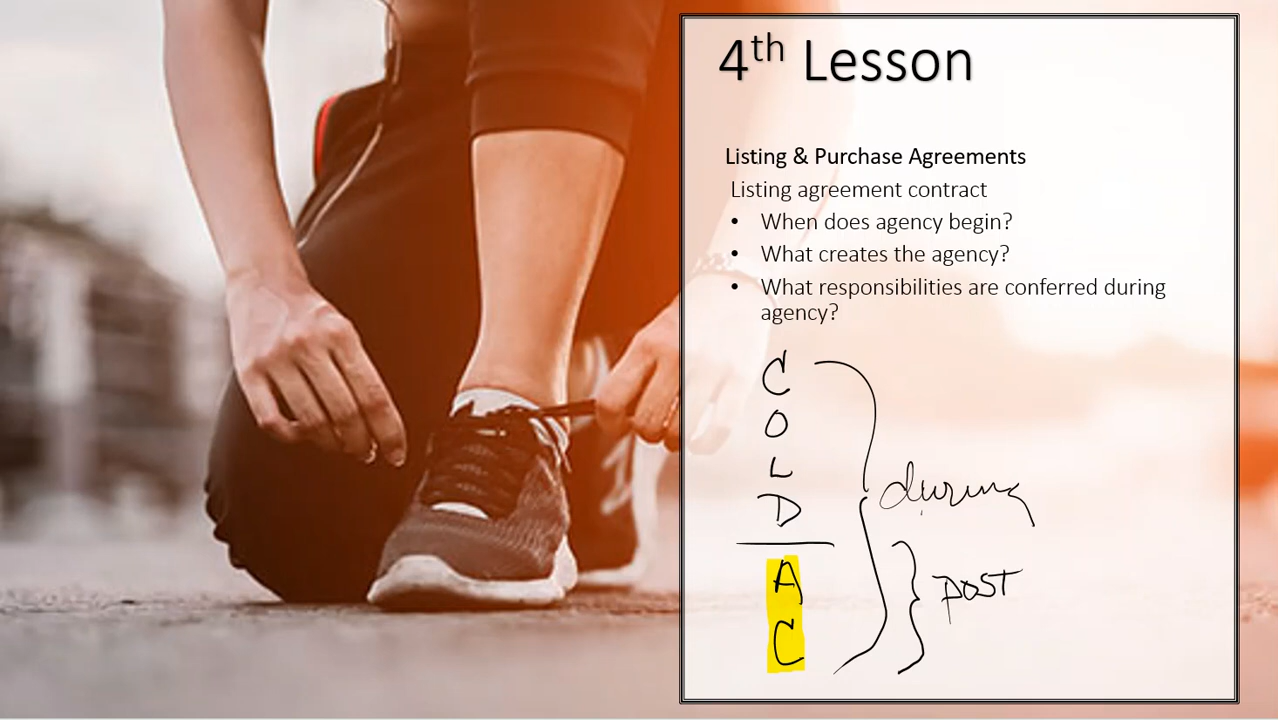 4th Lesson
Listing & Purchase Agreements
Listing agreement contract
• When does agency begin?
• What creates the agency?
• What responsibilities are conferred during
agency?
C
O
L
D
during
A
post
C